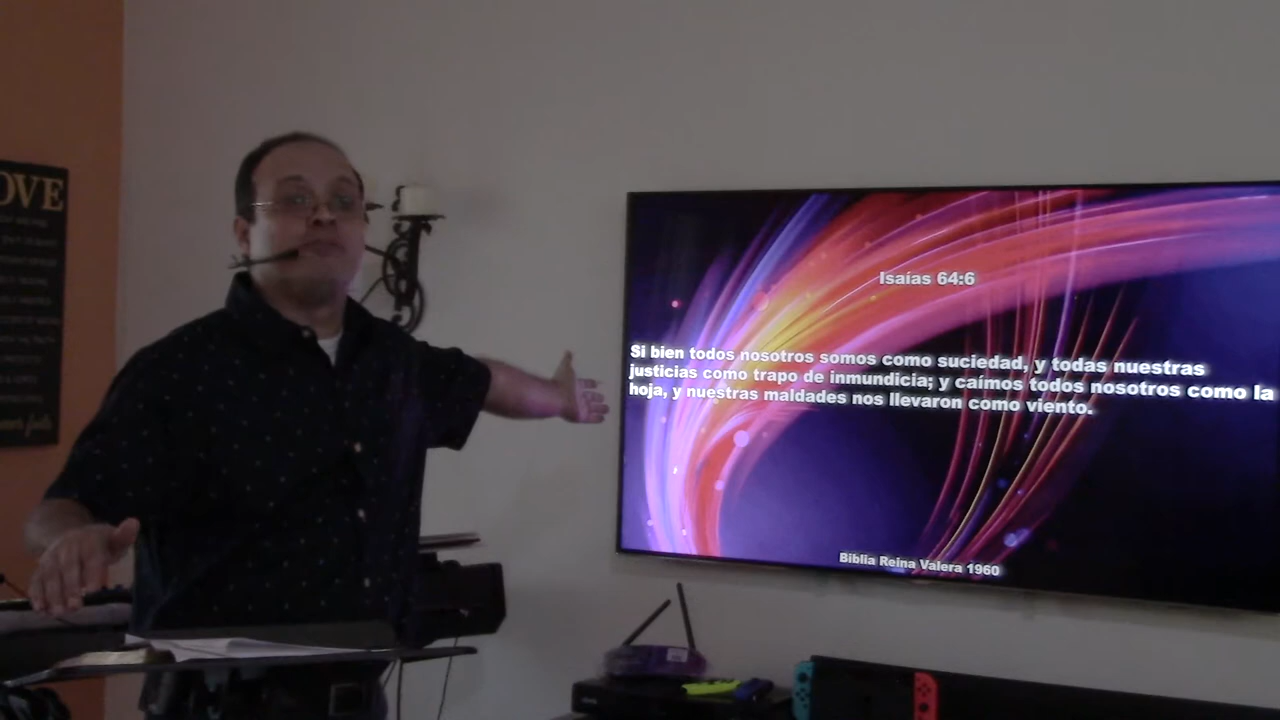 OVE
Isaías 64:6
Si bien todos nosotros somos como suciedad, y todas nuestras
justicias como trapo de inmundicia; y caímos todos nosotros como la
hoja, y nuestras maldades nos llevaron como viento.
Biblia Reina Valera 1960